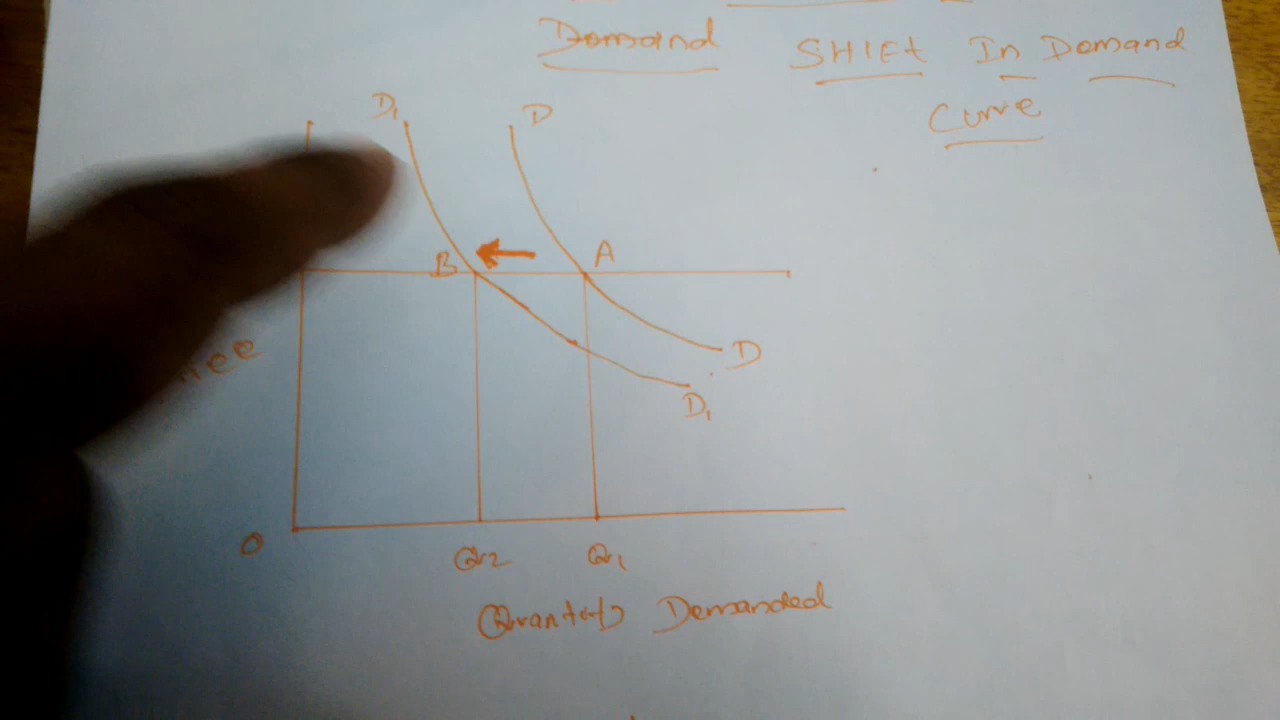 Demand SHIFt In Demand
Curve
D1 D
B A
D
D1
O
Q2 Q1
Quantity Demanded